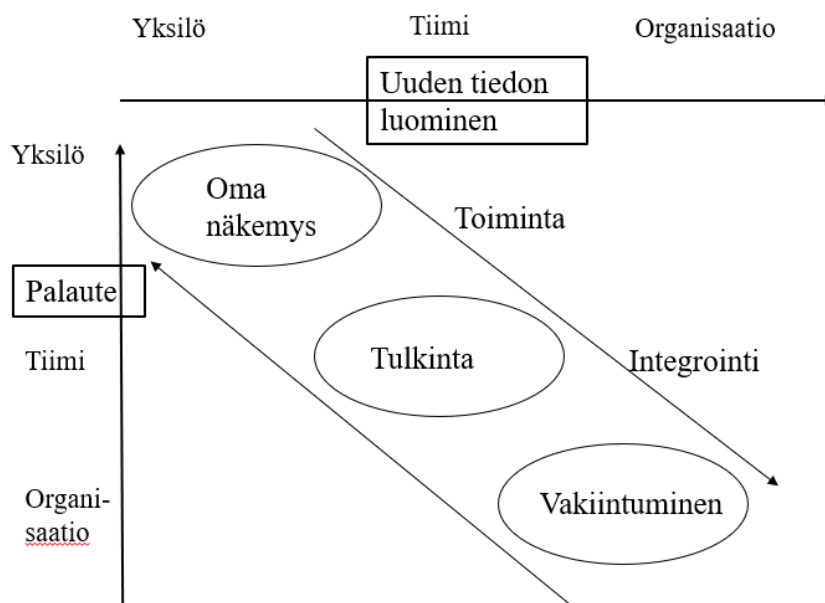 Yksilö
Tiimi
Organisaatio
Uuden tiedon
luominen
Yksilö
Oma
näkemys
Toiminta
Palaute
Tiimi
Tulkinta
Integrointi
Organi-
saatio
Vakiintuminen